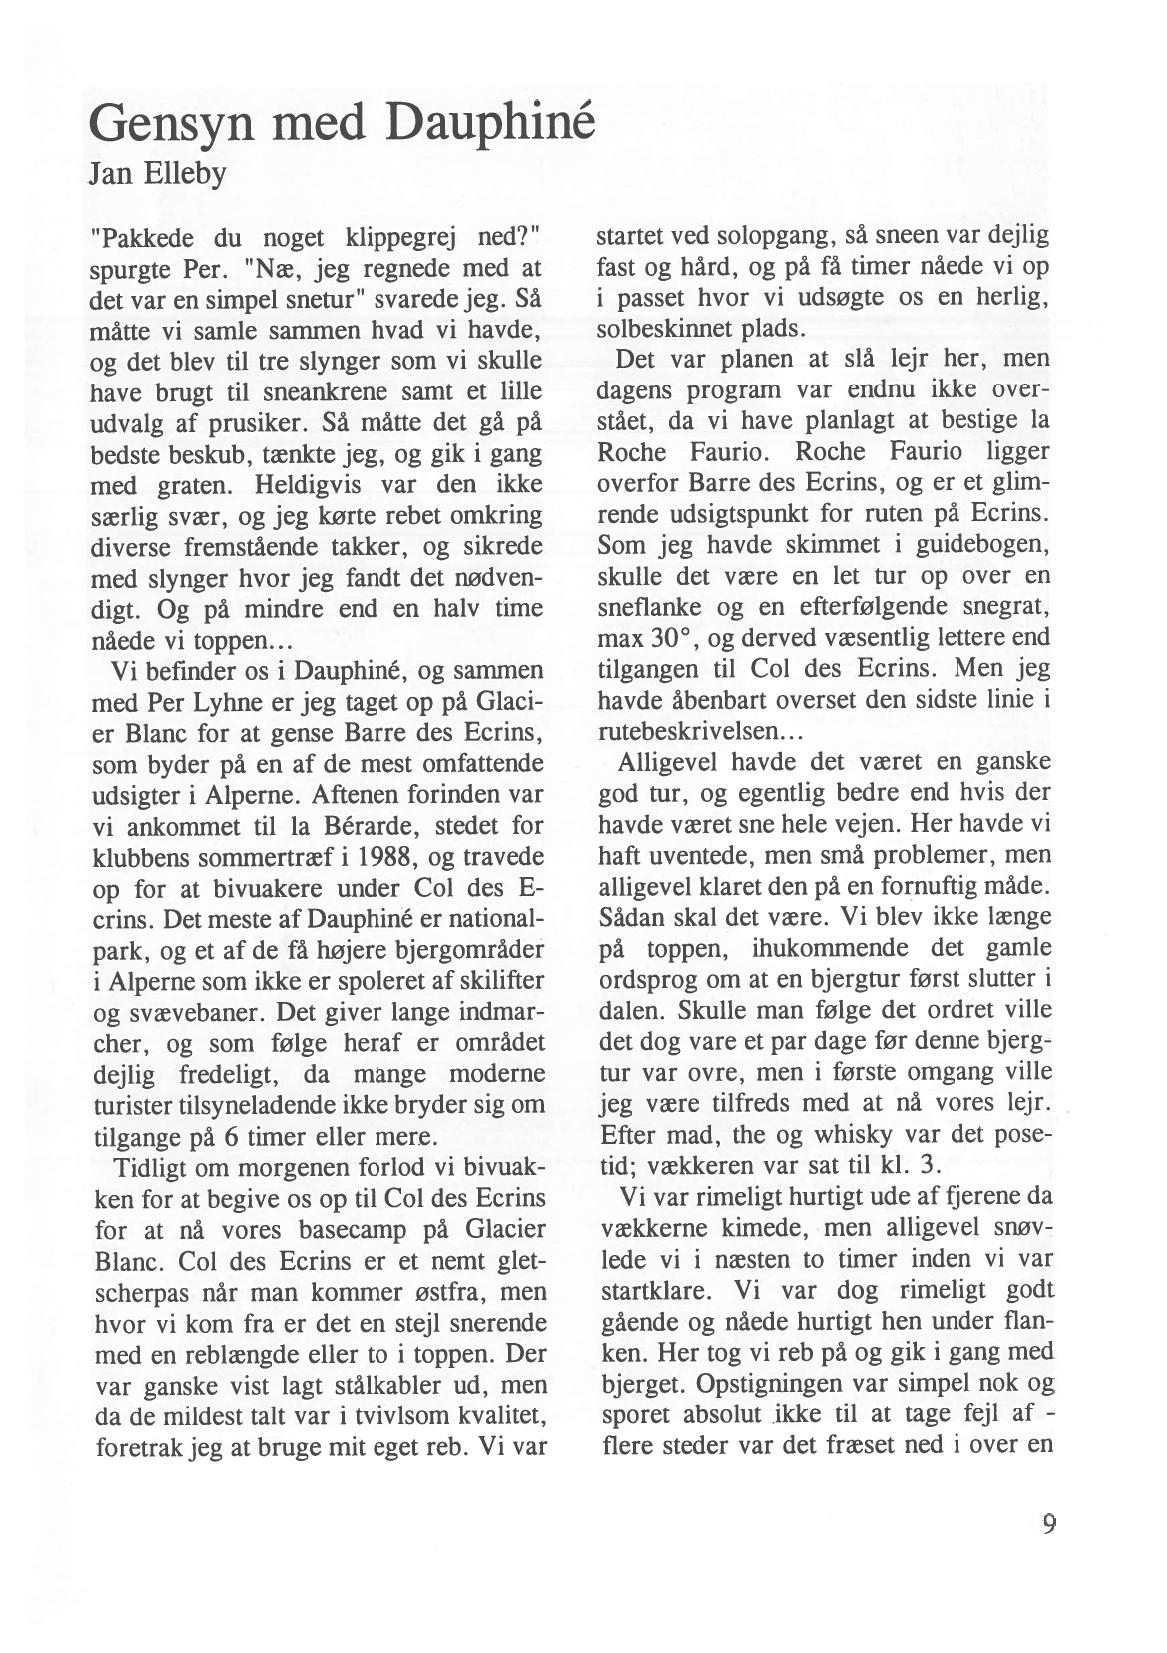 Gensyn med Dauphiné
Jan Elleby
"Pakkede du noget klippegrej ned?"
spurgte Per. "Næ, jeg regnede med at
det var en simpel snetur" svarede jeg. Så
måtte vi samle sammen hvad vi havde,
og det blev til tre slynger som vi skulle
have brugt til sneankrene samt et lille
udvalg af prusiker. Så måtte det gå på
bedste beskub, tænkte jeg, og gik i gang
med graten. Heldigvis var den ikke
særlig svær, og jeg kørte rebet omkring
diverse fremstående takker, og sikrede
med slynger hvor jeg fandt det nødven-
digt. Og på mindre end en halv time
nåede vi toppen...
Vi befinder os i Dauphiné, og sammen
med Per Lyhne er jeg taget op på Glaci-
er Blanc for at gense Barre des Ecrins,
som byder på en af de mest omfattende
udsigter i Alperne. Aftenen forinden var
vi ankommet til la Bérarde, stedet for
klubbens sommertræf i 1988, og travede
op for at bivuakere under Col des E-
crins. Det meste af Dauphiné er national-
park, og et af de få højere bjergområder
i Alperne som ikke er spoleret af skilifter
og svævebaner. Det giver lange indmar-
cher, og som følge heraf er området
dejlig fredeligt, da mange moderne
turister tilsyneladende ikke bryder sig om
tilgange på 6 timer eller mere.
Tidligt om morgenen forlod vi bivuak-
ken for at begive os op til Col des Ecrins
for at nå vores basecamp på Glacier
Blanc. Col des Ecrins er et nemt glet-
scherpas når man kommer østfra, men
hvor vi kom fra er det en stejl snerende
med en reblængde eller to i toppen. Der
var ganske vist lagt stålkabler ud, men
da de mildest talt var i tvivlsom kvalitet,
foretrak jeg at bruge mit eget reb. Vi var
startet ved solopgang, så sneen var dejlig
fast og hård, og på få timer nåede vi op
i passet hvor vi udsøgte os en herlig,
solbeskinnet plads.
Det var planen at slå lejr her, men
dagens program var endnu ikke over-
stået, da vi have planlagt at bestige la
Roche Faurio. Roche Faurio ligger
overfor Barre des Ecrins, og er et glim-
rende udsigtspunkt for ruten på Ecrins.
Som jeg havde skimmet i guidebogen,
skulle det være en let tur op over en
sneflanke og en efterfølgende snegrat,
max 30°, og derved væsentlig lettere end
tilgangen til Col des Ecrins. Men jeg
havde åbenbart overset den sidste linie i
rutebeskrivelsen...
Alligevel havde det været en ganske
god tur, og egentlig bedre end hvis der
havde været sne hele vejen. Her havde vi
haft uventede, men små problemer, men
alligevel klaret den på en fornuftig måde.
Sådan skal det være. Vi blev ikke længe
på toppen, ihukommende det gamle
ordsprog om at en bjergtur først slutter i
dalen. Skulle man følge det ordret ville
det dog vare et par dage før denne bjerg-
tur var ovre, men i første omgang ville
jeg være tilfreds med at nå vores lejr.
Efter mad, the og whisky var det pose-
tid; vækkeren var sat til kl. 3.
Vi var rimeligt hurtigt ude af fjerene da
vækkerne kimede, men alligevel snøv-
lede vi i næsten to timer inden vi var
startklare. Vi var dog rimeligt godt
gående og nåede hurtigt hen under flan-
ken. Her tog vi reb på og gik i gang med
bjerget. Opstigningen var simpel nok og
sporet absolut ikke til at tage fejl af -
flere steder var det fræset ned i over en
9